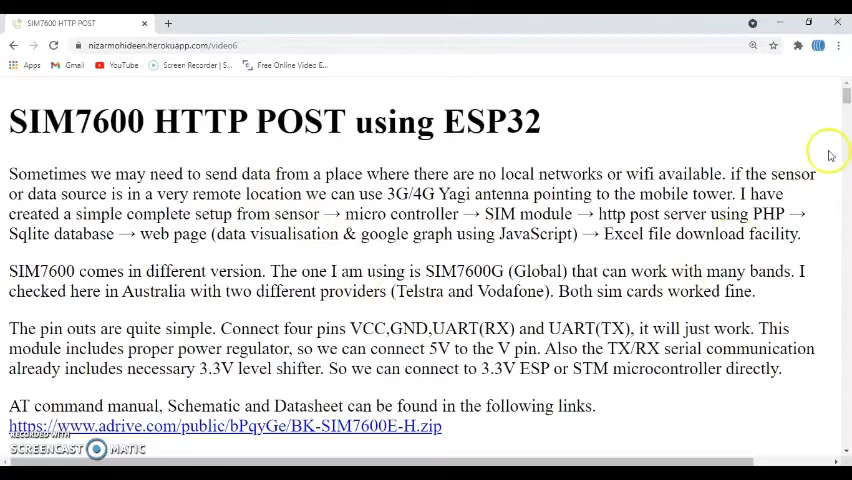 SIM7600 HTTP POST
nizarmohideen.herokuapp.com/video6
Apps Gmail YouTube Screen Recorder | S... Free Online Video E...
SIM7600 HTTP POST using ESP32
Sometimes we may need to send data from a place where there are no local networks or wifi available. if the sensor
or data source is in a very remote location we can use 3G/4G Yagi antenna pointing to the mobile tower. I have
created a simple complete setup from sensor → micro controller → SIM module → http post server using PHP →
Sqlite database → web page (data visualisation & google graph using JavaScript) → Excel file download facility.
SIM7600 comes in different version. The one I am using is SIM7600G (Global) that can work with many bands. I
checked here in Australia with two different providers (Telstra and Vodafone). Both sim cards worked fine.
The pin outs are quite simple. Connect four pins VCC,GND,UART(RX) and UART(TX), it will just work. This
module includes proper power regulator, so we can connect 5V to the V pin. Also the TX/RX serial communication
already includes necessary 3.3V level shifter. So we can connect to 3.3V ESP or STM microcontroller directly.
AT command manual, Schematic and Datasheet can be found in the following links.
https://www.adrive.com/public/bPqyGe/BK-SIM7600E-H.zip
RECORDED WITH
SCREENCAST MATIC